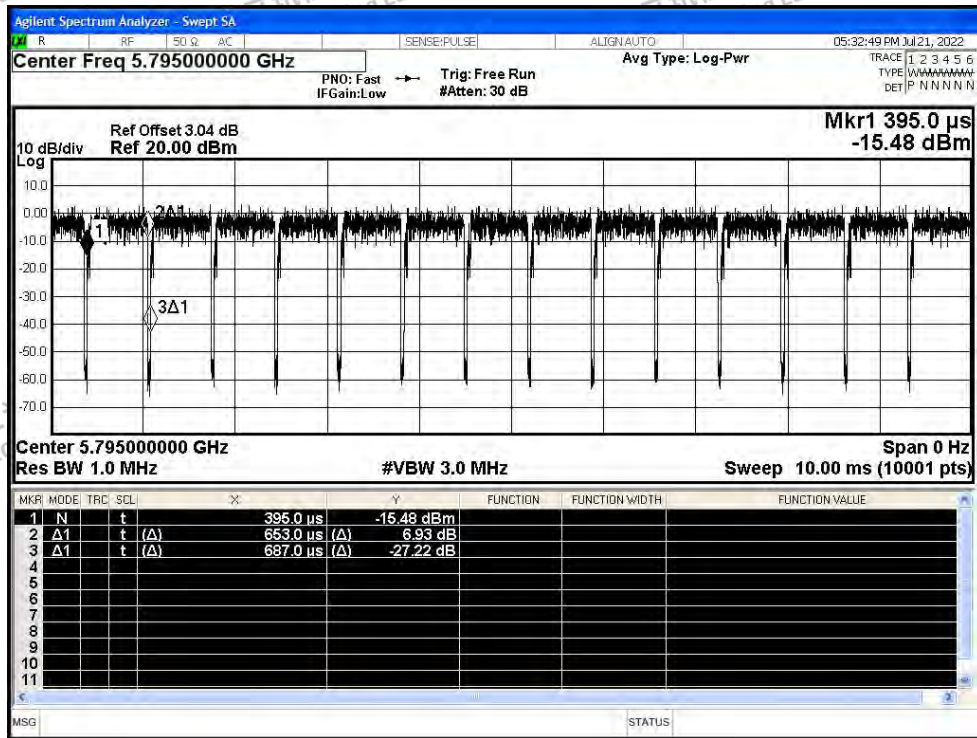 Agilent Spectrum Analyzer - Swept SA
LXI R RF 50 Ω AC SENSE:PULSE ALIGN AUTO 05:32:49 PM Jul 21, 2022
Center Freq 5.795000000 GHz Avg Type: Log-Pwr TRACE 1 2 3 4 5 6
PNO: Fast Trig: Free Run TYPE WWWWWW
IFGain:Low #Atten: 30 dB DET P N N N N N
Mkr1 395.0 µs
Ref Offset 3.04 dB -15.48 dBm
10 dB/div Ref 20.00 dBm
Log
10.0
0.00 2Δ1
1
-10.0
-20.0
-30.0
3Δ1
-40.0
-50.0
-60.0
-70.0
Center 5.795000000 GHz Span 0 Hz
Res BW 1.0 MHz #VBW 3.0 MHz Sweep 10.00 ms (10001 pts)
MKR MODE TRC SCL X Y FUNCTION FUNCTION WIDTH FUNCTION VALUE
1 N t 395.0 µs -15.48 dBm
2 Δ1 t (Δ) 653.0 µs (Δ) 6.93 dB
3 Δ1 t (Δ) 687.0 µs (Δ) -27.22 dB
4
5
6
7
8
9
10
11
MSG STATUS